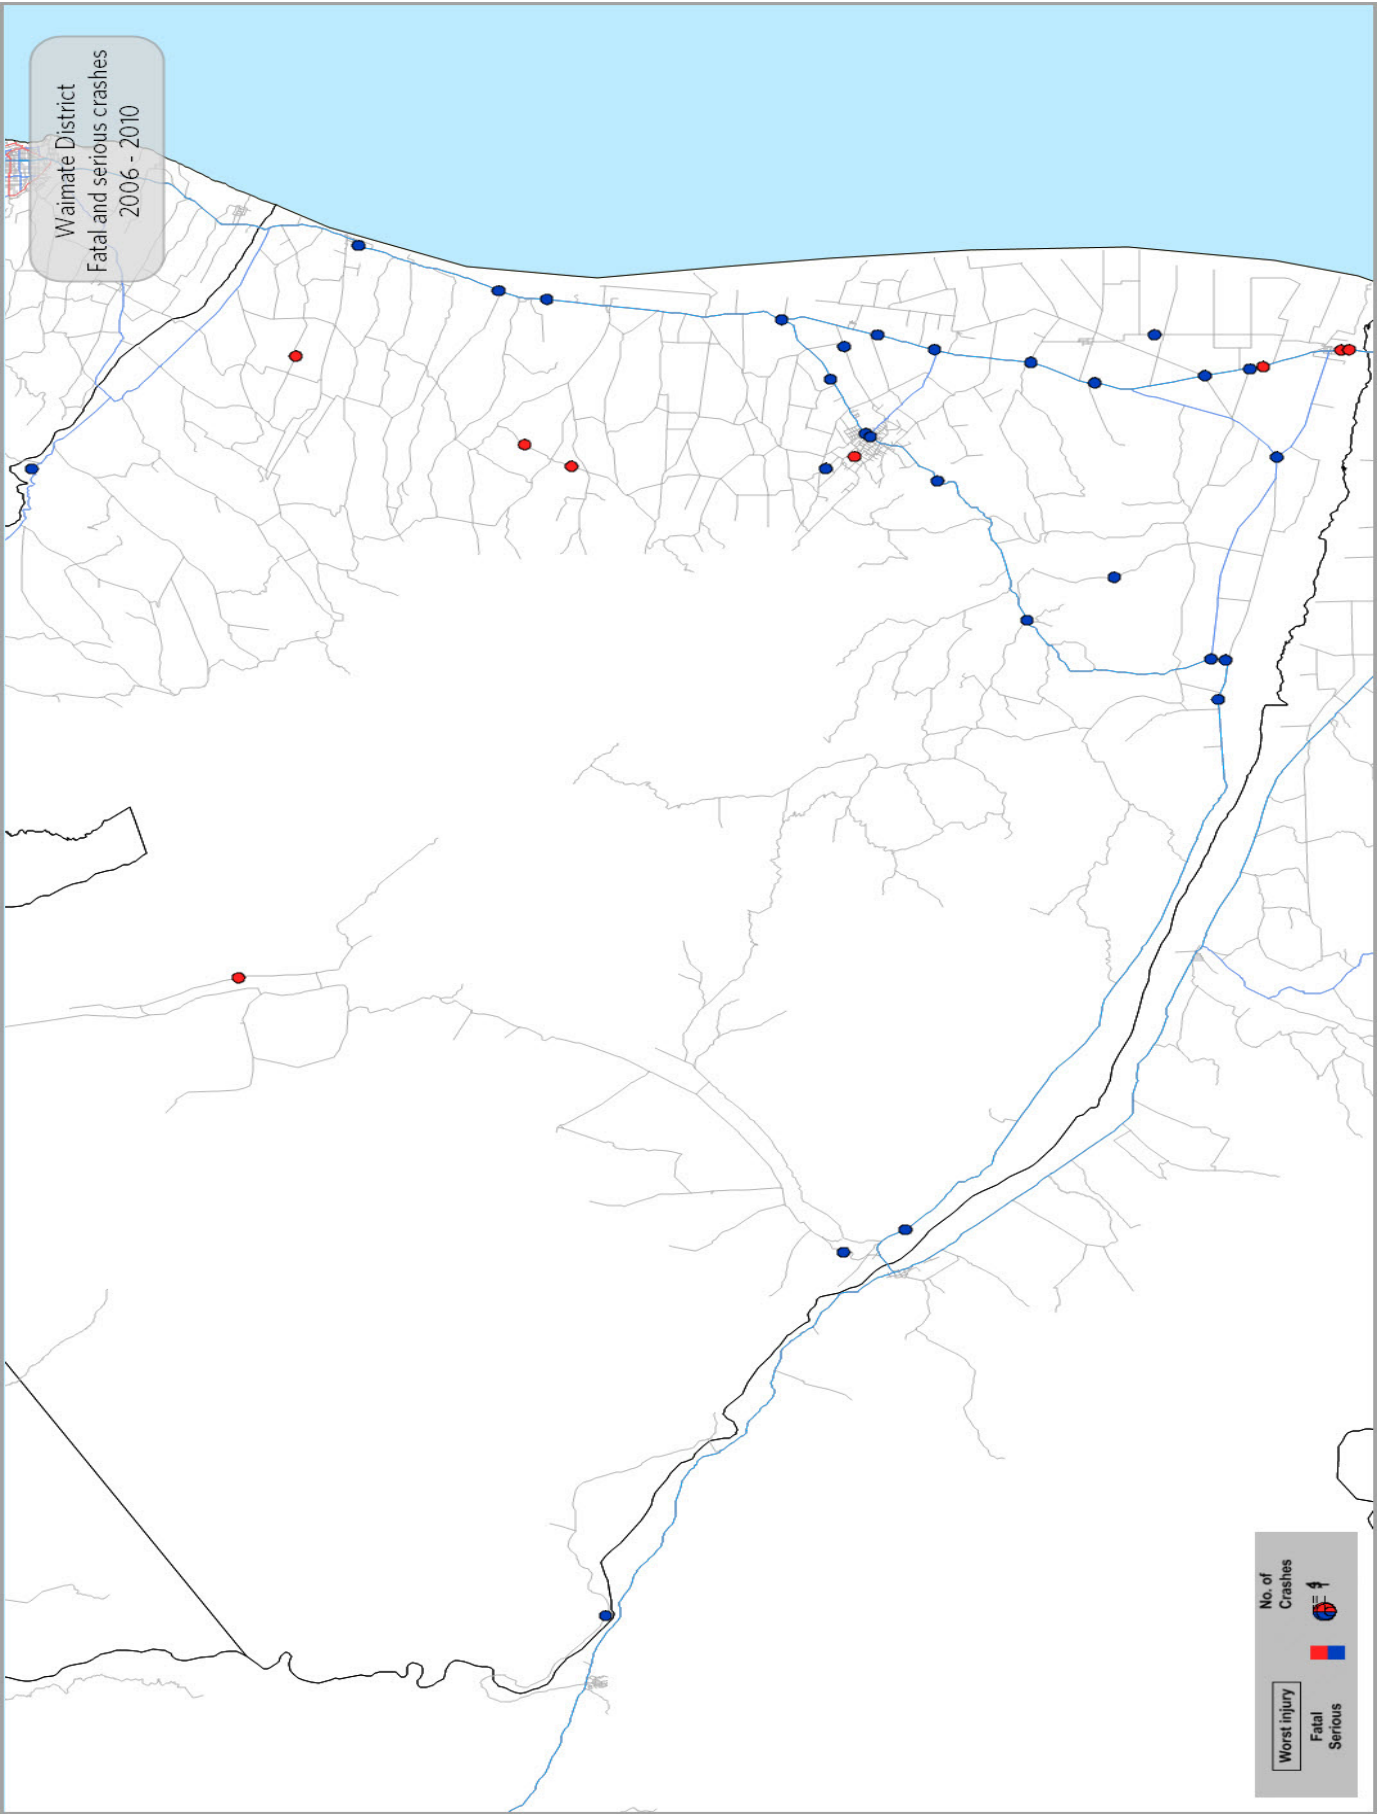 Waimate District
Fatal and serious crashes
2006 - 2010
No. of
Crashes
Worst injury
Fatal
Serious